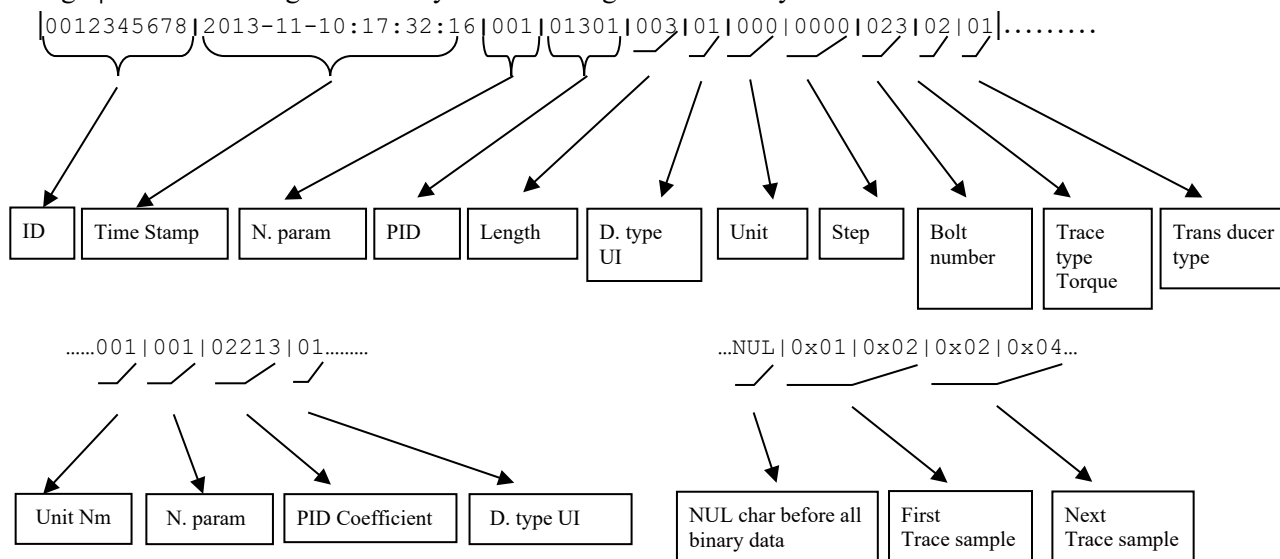 |0012345678|2013-11-10:17:32:16|001|01301|003|01|000|0000|023|02|01|.........
ID
Time Stamp
N. param
PID
Length
D. type
UI
Unit
Step
Bolt
number
Trace
type
Torque
Trans ducer
type
......001|001|02213|01.........
...NUL|0x01|0x02|0x02|0x04...
Unit Nm
N. param
PID Coefficient
D. type UI
NUL char before all
binary data
First
Trace sample
Next
Trace sample